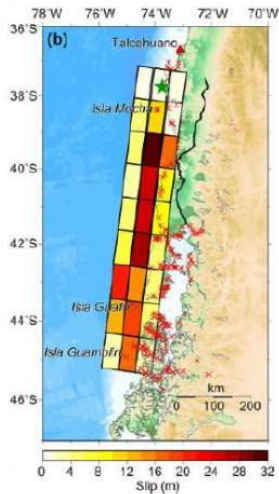 78°W 76°W 74°W 72°W 70°W
36°S
(b)
Talcahuano
38°S
Isla Mocha
40°S
42°S
44°S
Isla Guafo
Isla Guamblin
km
0 100 200
46°S
0 4 8 12 16 20 24 28 32
Slip (m)